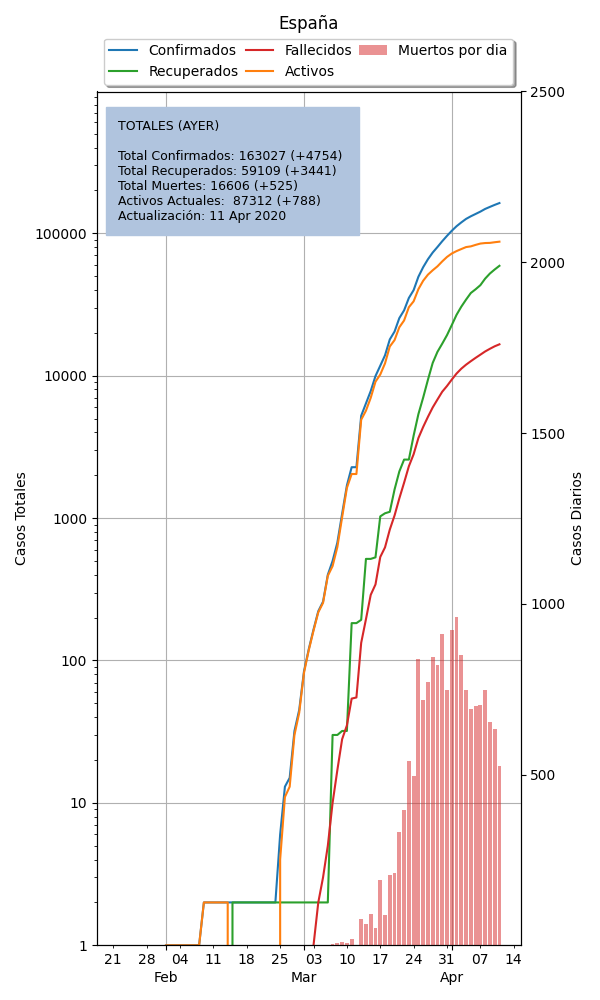 España
Confirmados
Recuperados
Fallecidos
Activos
Muertos por dia
TOTALES (AYER)
Total Confirmados: 163027 (+4754)
Total Recuperados: 59109 (+3441)
Total Muertes: 16606 (+525)
Activos Actuales:  87312 (+788)
Actualización: 11 Apr 2020
Casos Totales
100000
10000
1000
100
10
1
2500
2000
1500
1000
500
Casos Diarios
21 28 04 11 18 25 03 10 17 24 31 07 14
Feb Mar Apr